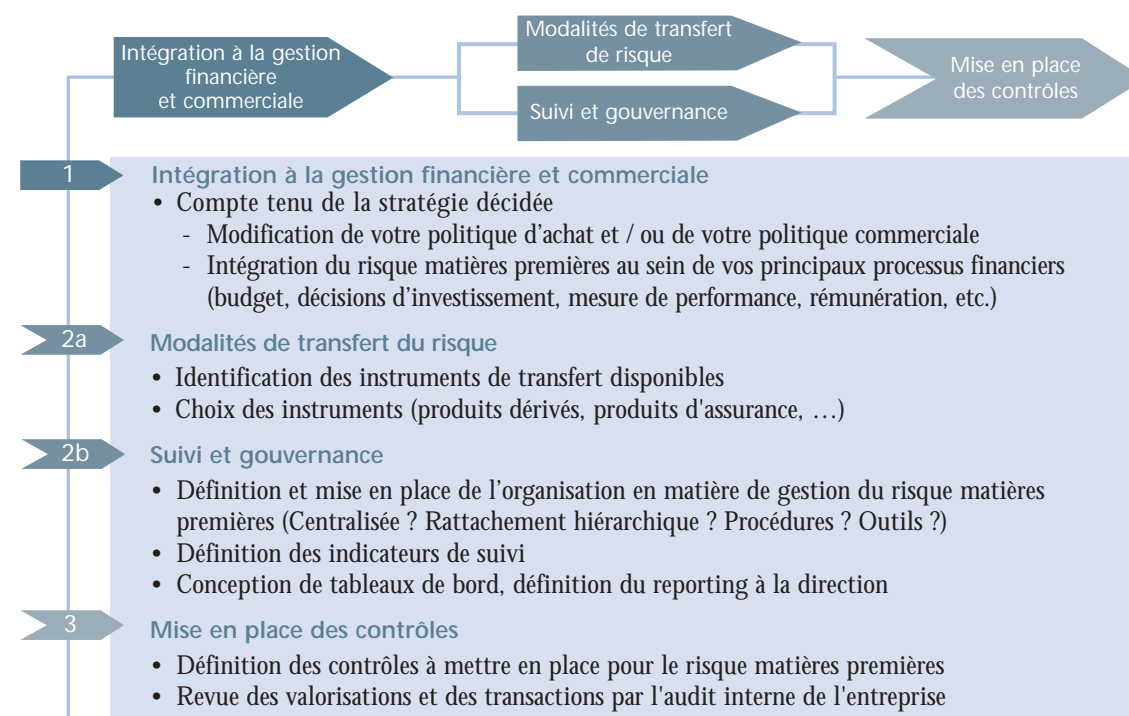 Intégration à la gestion
financière
et commerciale
Modalités de transfert
de risque
Suivi et gouvernance
Mise en place
des contrôles
1
Intégration à la gestion financière et commerciale
• Compte tenu de la stratégie décidée
- Modification de votre politique d'achat et / ou de votre politique commerciale
- Intégration du risque matières premières au sein de vos principaux processus financiers
(budget, décisions d'investissement, mesure de performance, rémunération, etc.)
2a
Modalités de transfert du risque
• Identification des instruments de transfert disponibles
• Choix des instruments (produits dérivés, produits d'assurance, …)
2b
Suivi et gouvernance
• Définition et mise en place de l'organisation en matière de gestion du risque matières
premières (Centralisée ? Rattachement hiérarchique ? Procédures ? Outils ?)
• Définition des indicateurs de suivi
• Conception de tableaux de bord, définition du reporting à la direction
3
Mise en place des contrôles
• Définition des contrôles à mettre en place pour le risque matières premières
• Revue des valorisations et des transactions par l'audit interne de l'entreprise